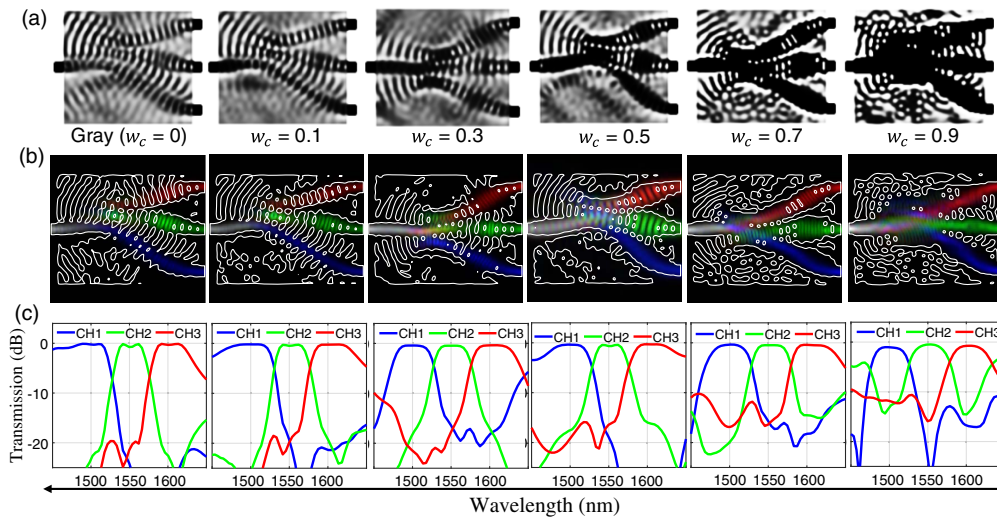 (a)
Gray (w_c = 0) w_c = 0.1 w_c = 0.3 w_c = 0.5 w_c = 0.7 w_c = 0.9
(b)
(c)
CH1 CH2 CH3 CH1 CH2 CH3 CH1 CH2 CH3 CH1 CH2 CH3 CH1 CH2 CH3 CH1 CH2 CH3
Transmission (dB)
0
-10
-20
1500 1550 1600 1500 1550 1600 1500 1550 1600 1500 1550 1600 1500 1550 1600 1500 1550 1600
Wavelength (nm)